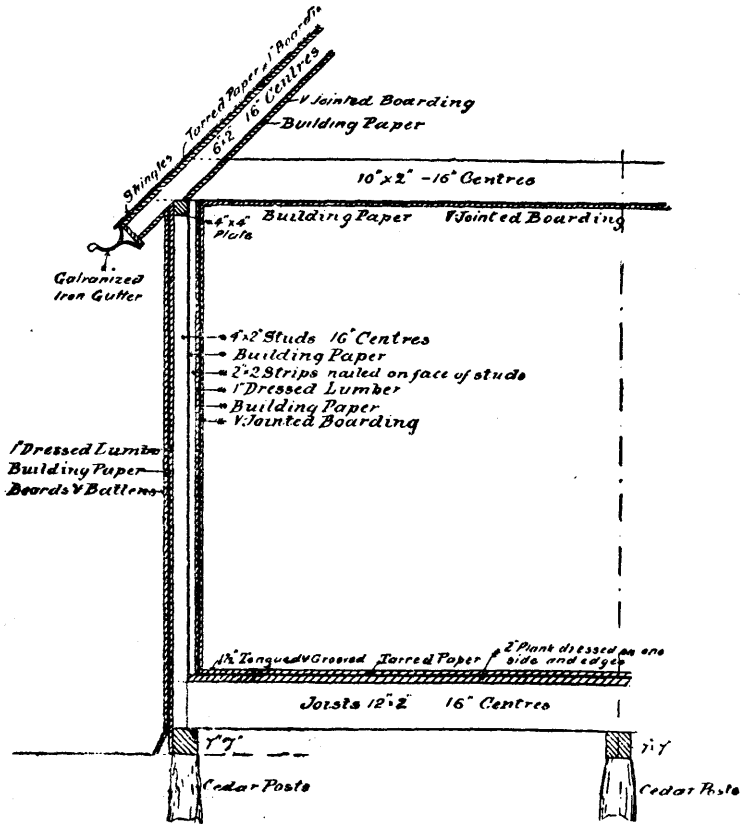 Shingles
Tarred Paper & 1" Boards
6"x2" 16" Centres
V Jointed Boarding
Building Paper
10"x2" - 16" Centres
Building Paper V Jointed Boarding
4"x4"
Plate
Galvanized
Iron Gutter
4"x2" Studs 16" Centres
Building Paper
2"x2 Strips nailed on face of studs
1" Dressed Lumber
Building Paper
V. Jointed Boarding
1" Dressed Lumbr
Building Paper
Boards & Battens
1½" Tongued & Grooved Tarred Paper 2" Plank dressed on one
side and edges
Joists 12"x2" 16" Centres
7"x7"
7x7
Cedar Posts
Cedar Posts